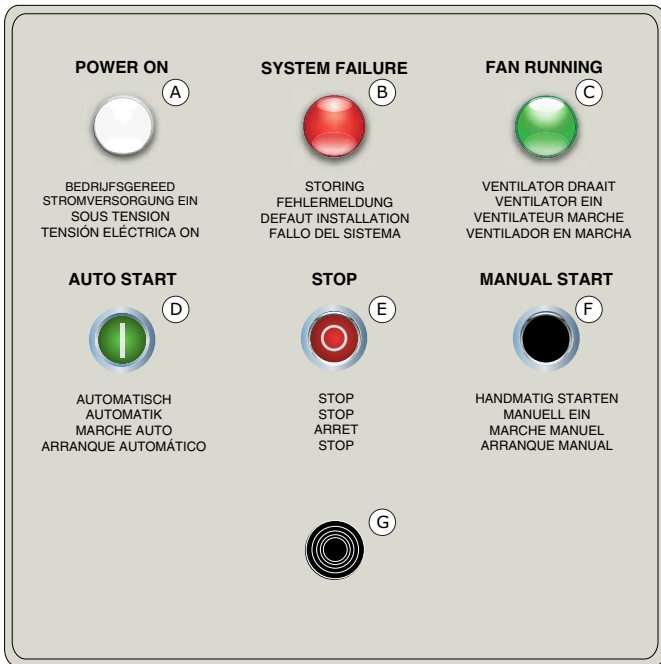 POWER ON
A
BEDRIJFSGEREED
STROMVERSORGUNG EIN
SOUS TENSION
TENSIÓN ELÉCTRICA ON
SYSTEM FAILURE
B
STORING
FEHLERMELDUNG
DEFAUT INSTALLATION
FALLO DEL SISTEMA
FAN RUNNING
C
VENTILATOR DRAAIT
VENTILATOR EIN
VENTILATEUR MARCHE
VENTILADOR EN MARCHA
AUTO START
D
AUTOMATISCH
AUTOMATIK
MARCHE AUTO
ARRANQUE AUTOMÁTICO
STOP
E
STOP
STOP
ARRET
STOP
MANUAL START
F
HANDMATIG STARTEN
MANUELL EIN
MARCHE MANUEL
ARRANQUE MANUAL
G